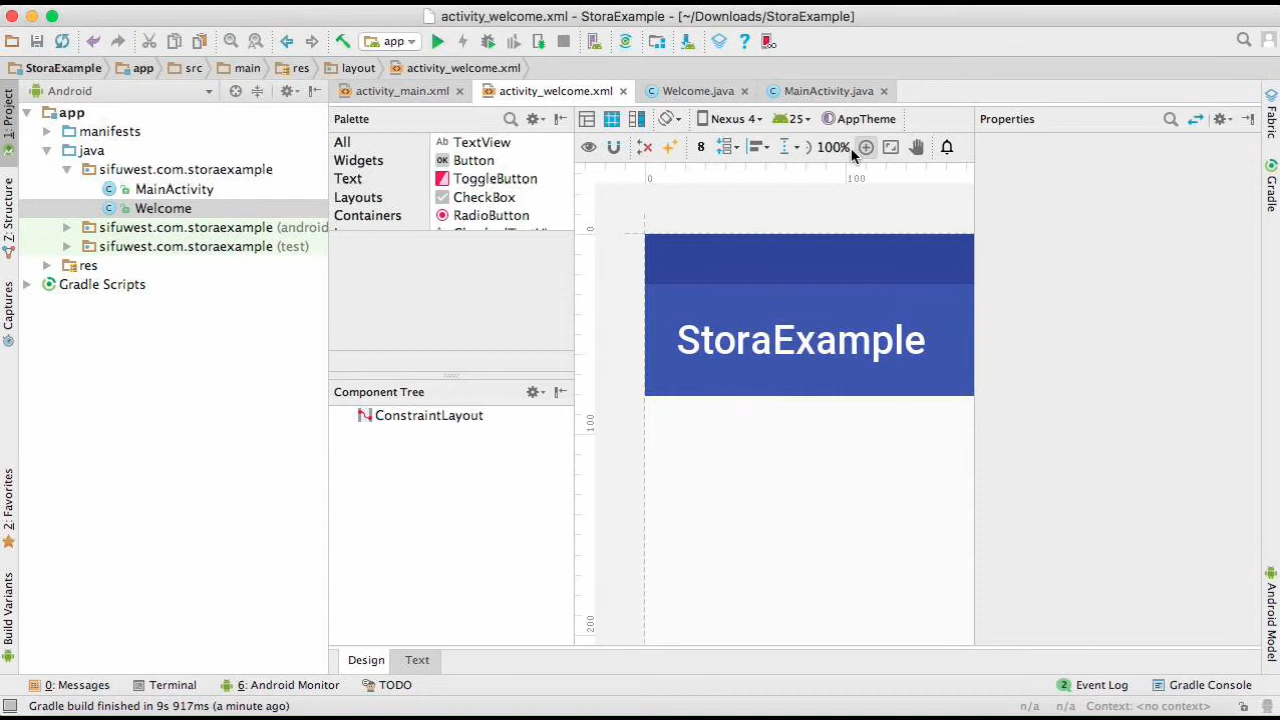 activity_welcome.xml - StoraExample - [~/Downloads/StoraExample]
app
StoraExample app src main res layout activity_welcome.xml
1: Project
Z: Structure
Captures
2: Favorites
Build Variants
Android
app
manifests
java
sifuwest.com.storaexample
MainActivity
Welcome
sifuwest.com.storaexample (android
sifuwest.com.storaexample (test)
res
Gradle Scripts
activity_main.xml activity_welcome.xml Welcome.java MainActivity.java
Palette
All
Widgets
Text
Layouts
Containers
Ab TextView
OK Button
ToggleButton
CheckBox
RadioButton
Component Tree
ConstraintLayout
Nexus 4 25 AppTheme
8 100%
0 100
0
100
200
StoraExample
Properties
Fabric
Gradle
Android Model
Design Text
0: Messages Terminal 6: Android Monitor TODO 2 Event Log Gradle Console
Gradle build finished in 9s 917ms (a minute ago) n/a n/a Context: <no context>